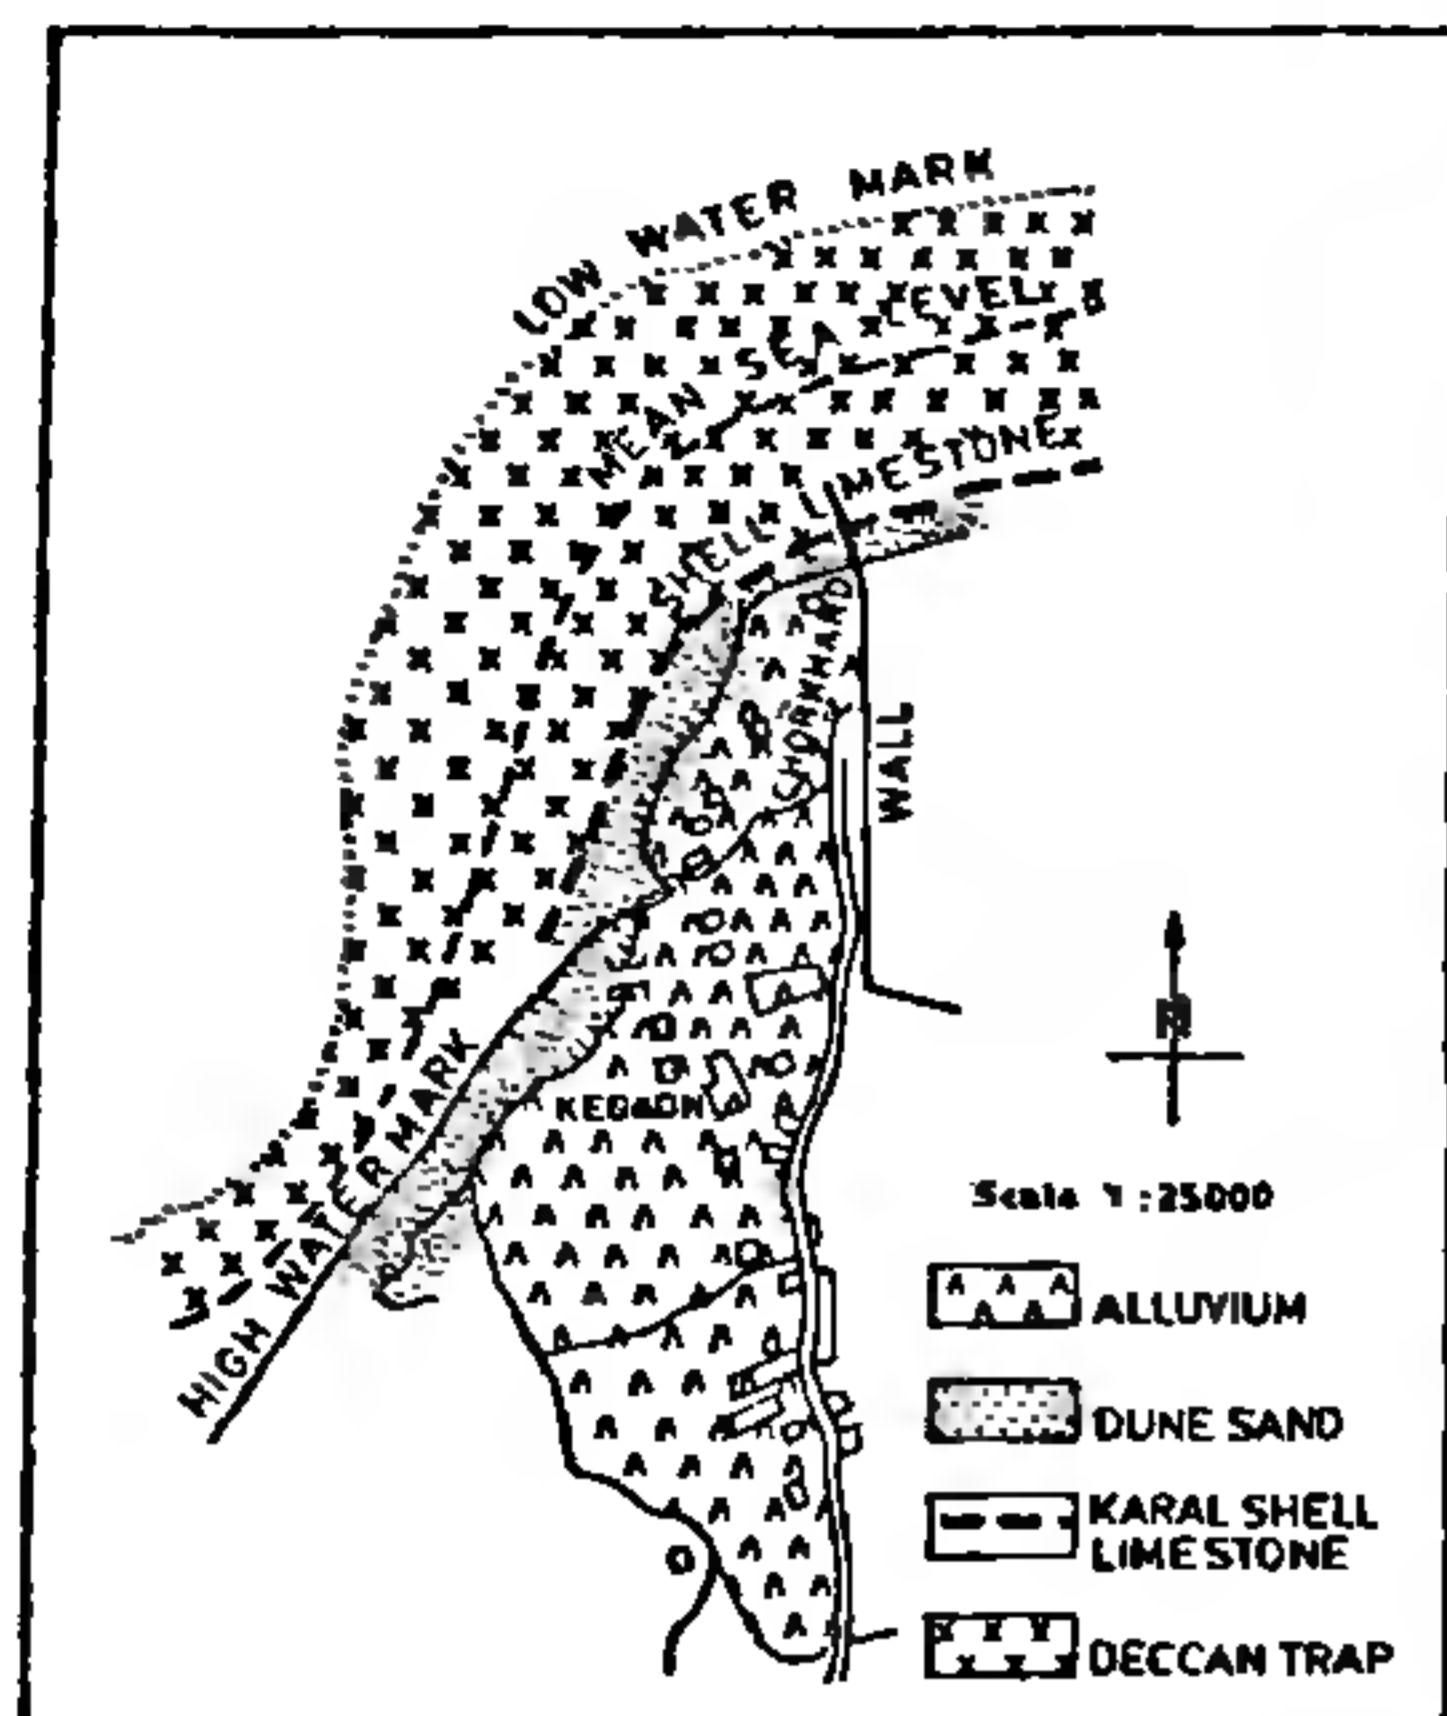 LOW WATER MARK
MEAN SEA LEVEL
SHELL LIMESTONE
CHORKHAND
WALL
N
KEGAON
HIGH WATER MARK
Scale 1:25000
ALLUVIUM
DUNE SAND
KARAL SHELL
LIMESTONE
DECCAN TRAP